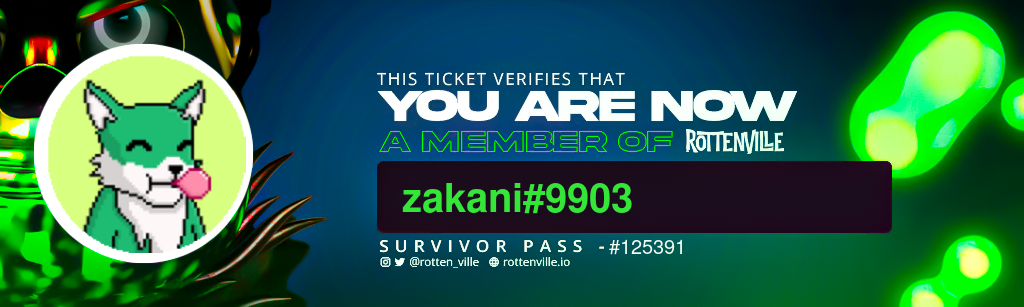 THIS TICKET VERIFIES THAT
YOU ARE NOW
A MEMBER OF ROTTENVILLE
zakani#9903
SURVIVOR PASS - #125391
@rotten_ville rottenville.io